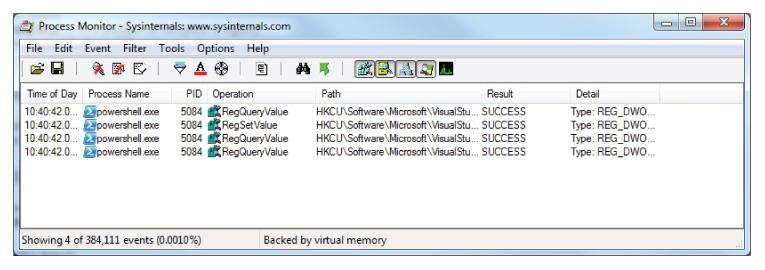 Process Monitor - Sysinternals: www.sysinternals.com
File Edit Event Filter Tools Options Help
Time of Day Process Name PID Operation Path Result Detail
10:40:42.0... powershell.exe 5084 RegQueryValue HKCU\Software\Microsoft\VisualStu... SUCCESS Type: REG_DWO...
10:40:42.0... powershell.exe 5084 RegSetValue HKCU\Software\Microsoft\VisualStu... SUCCESS Type: REG_DWO...
10:40:42.0... powershell.exe 5084 RegQueryValue HKCU\Software\Microsoft\VisualStu... SUCCESS Type: REG_DWO...
10:40:42.0... powershell.exe 5084 RegQueryValue HKCU\Software\Microsoft\VisualStu... SUCCESS Type: REG_DWO...
Showing 4 of 384,111 events (0.0010%) Backed by virtual memory